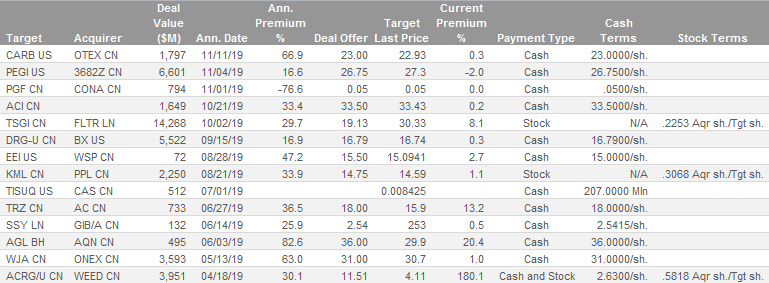 Target Acquirer Deal Value ($M) Ann. Date Ann. Premium % Deal Offer Target Last Price Current Premium % Payment Type Cash Terms Stock Terms
CARB US OTEX CN 1,797 11/11/19 66.9 23.00 22.93 0.3 Cash 23.0000/sh.
PEGI US 3682Z CN 6,601 11/04/19 16.6 26.75 27.3 -2.0 Cash 26.7500/sh.
PGF CN CONA CN 794 11/01/19 -76.6 0.05 0.05 0.0 Cash .0500/sh.
ACI CN 1,649 10/21/19 33.4 33.50 33.43 0.2 Cash 33.5000/sh.
TSGI CN FLTR LN 14,268 10/02/19 29.7 19.13 30.33 8.1 Stock N/A .2253 Aqr sh./Tgt sh.
DRG-U CN BX US 5,522 09/15/19 16.9 16.79 16.74 0.3 Cash 16.7900/sh.
EEI US WSP CN 72 08/28/19 47.2 15.50 15.0941 2.7 Cash 15.0000/sh.
KML CN PPL CN 2,250 08/21/19 33.9 14.75 14.59 1.1 Stock N/A .3068 Aqr sh./Tgt sh.
TISUQ US CAS CN 512 07/01/19 0.008425 Cash 207.0000 Mln
TRZ CN AC CN 733 06/27/19 36.5 18.00 15.9 13.2 Cash 18.0000/sh.
SSY LN GIB/A CN 132 06/14/19 25.9 2.54 253 0.5 Cash 2.5415/sh.
AGL BH AQN CN 495 06/03/19 82.6 36.00 29.9 20.4 Cash 36.0000/sh.
WJA CN ONEX CN 3,593 05/13/19 61.0 31.00 30.7 1.0 Cash 31.0000/sh.
ACRG/U CN WEED CN 3,951 04/18/19 30.1 11.51 4.11 180.1 Cash and Stock 2.6300/sh. .5818 Aqr sh./Tgt sh.